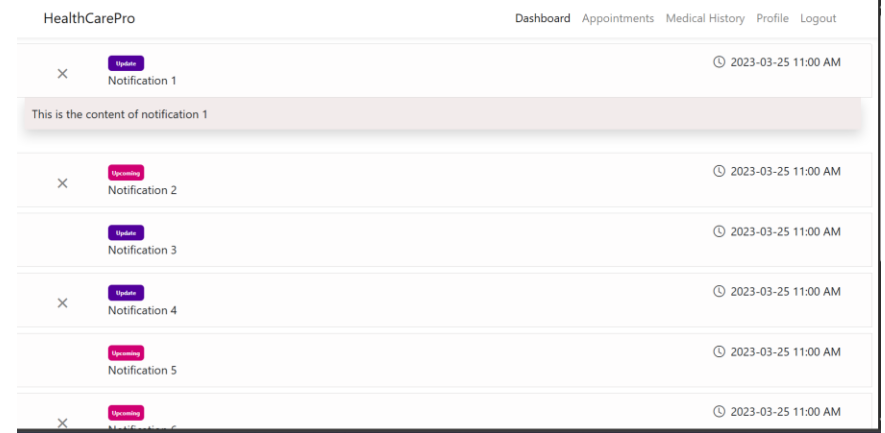 HealthCarePro Dashboard Appointments Medical History Profile Logout
Update 2023-03-25 11:00 AM
Notification 1
This is the content of notification 1
Upcoming 2023-03-25 11:00 AM
Notification 2
Update 2023-03-25 11:00 AM
Notification 3
Update 2023-03-25 11:00 AM
Notification 4
Upcoming 2023-03-25 11:00 AM
Notification 5
Upcoming 2023-03-25 11:00 AM
Notification 6